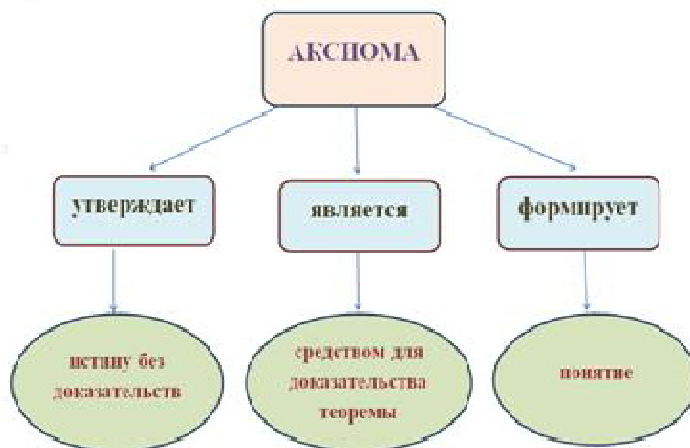 АКСИОМА
утверждает
является
формирует
истину без
доказательств
средством для
доказательства
теоремы
понятие